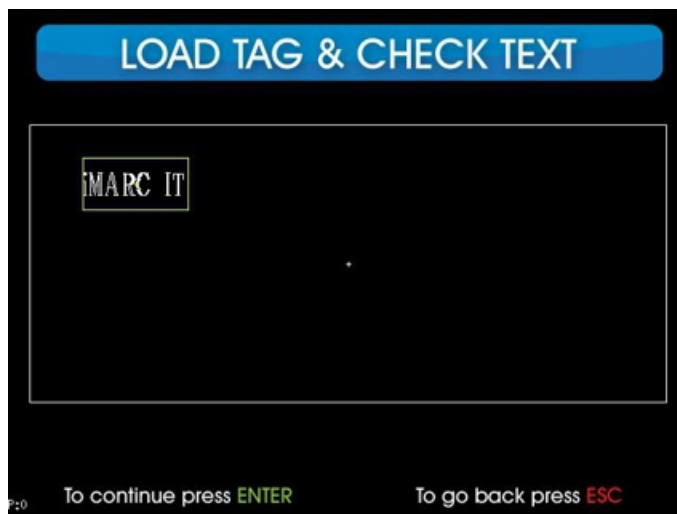 LOAD TAG & CHECK TEXT
iMARC IT
To continue press ENTER
To go back press ESC
P:0